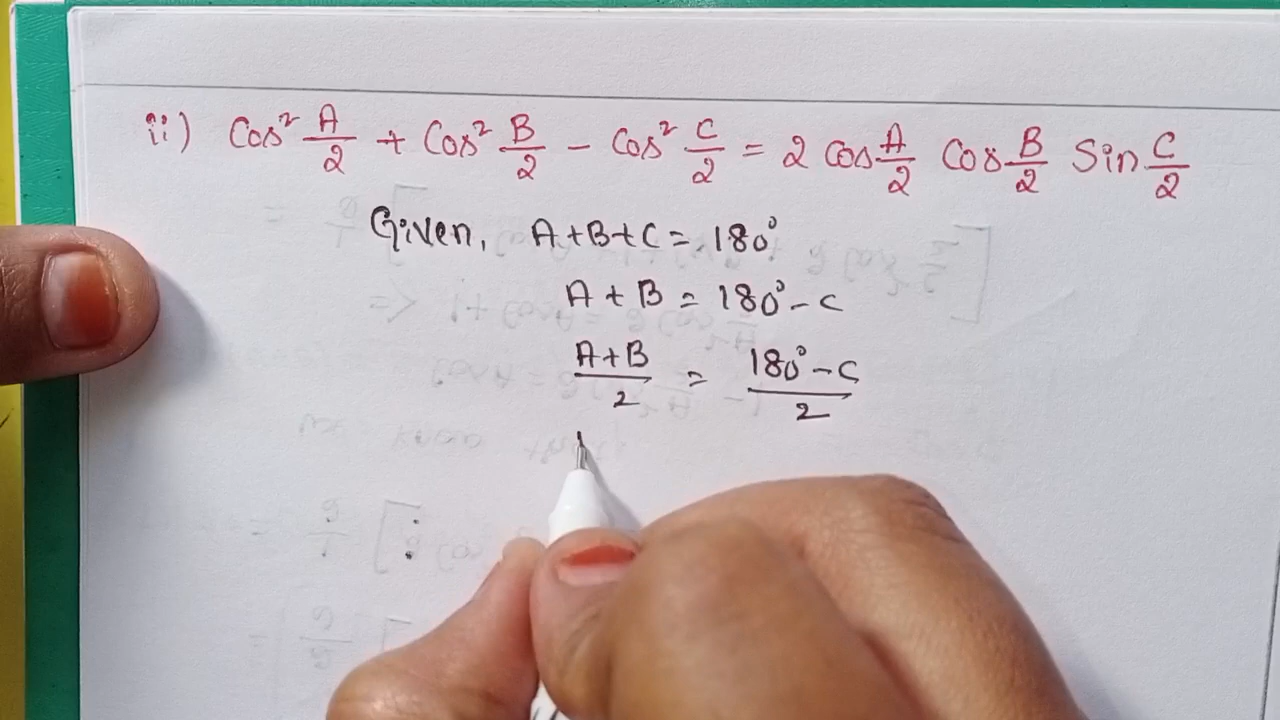 ii) Cos² A/2 + Cos² B/2 - Cos² C/2 = 2 Cos A/2 Cos B/2 Sin C/2
Given, A+B+C = 180°
A + B = 180° - C
A+B/2 = 180° - C/2